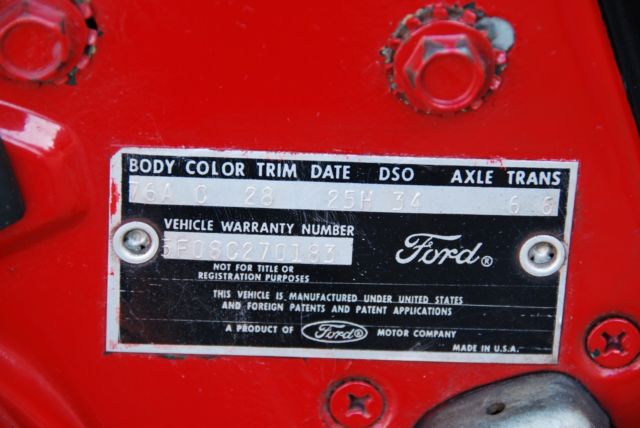 BODY COLOR TRIM DATE DSO AXLE TRANS
76A C 28 25H 34 6 6
VEHICLE WARRANTY NUMBER
5F08C270183
Ford®
NOT FOR TITLE OR
REGISTRATION PURPOSES
THIS VEHICLE IS MANUFACTURED UNDER UNITED STATES
AND FOREIGN PATENTS AND PATENT APPLICATIONS
A PRODUCT OF Ford® MOTOR COMPANY
MADE IN U.S.A.